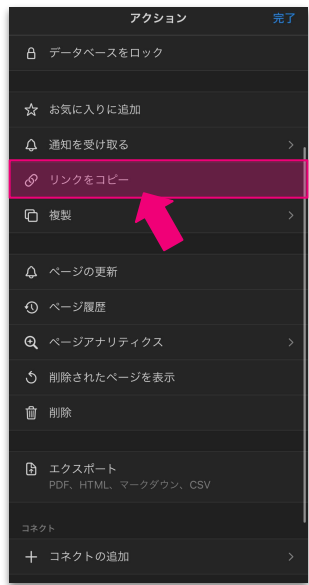 アクション
完了
データベースをロック
お気に入りに追加
通知を受け取る
リンクをコピー
複製
ページの更新
ページ履歴
ページアナリティクス
削除されたページを表示
削除
エクスポート
PDF、HTML、マークダウン、CSV
コネクト
コネクトの追加